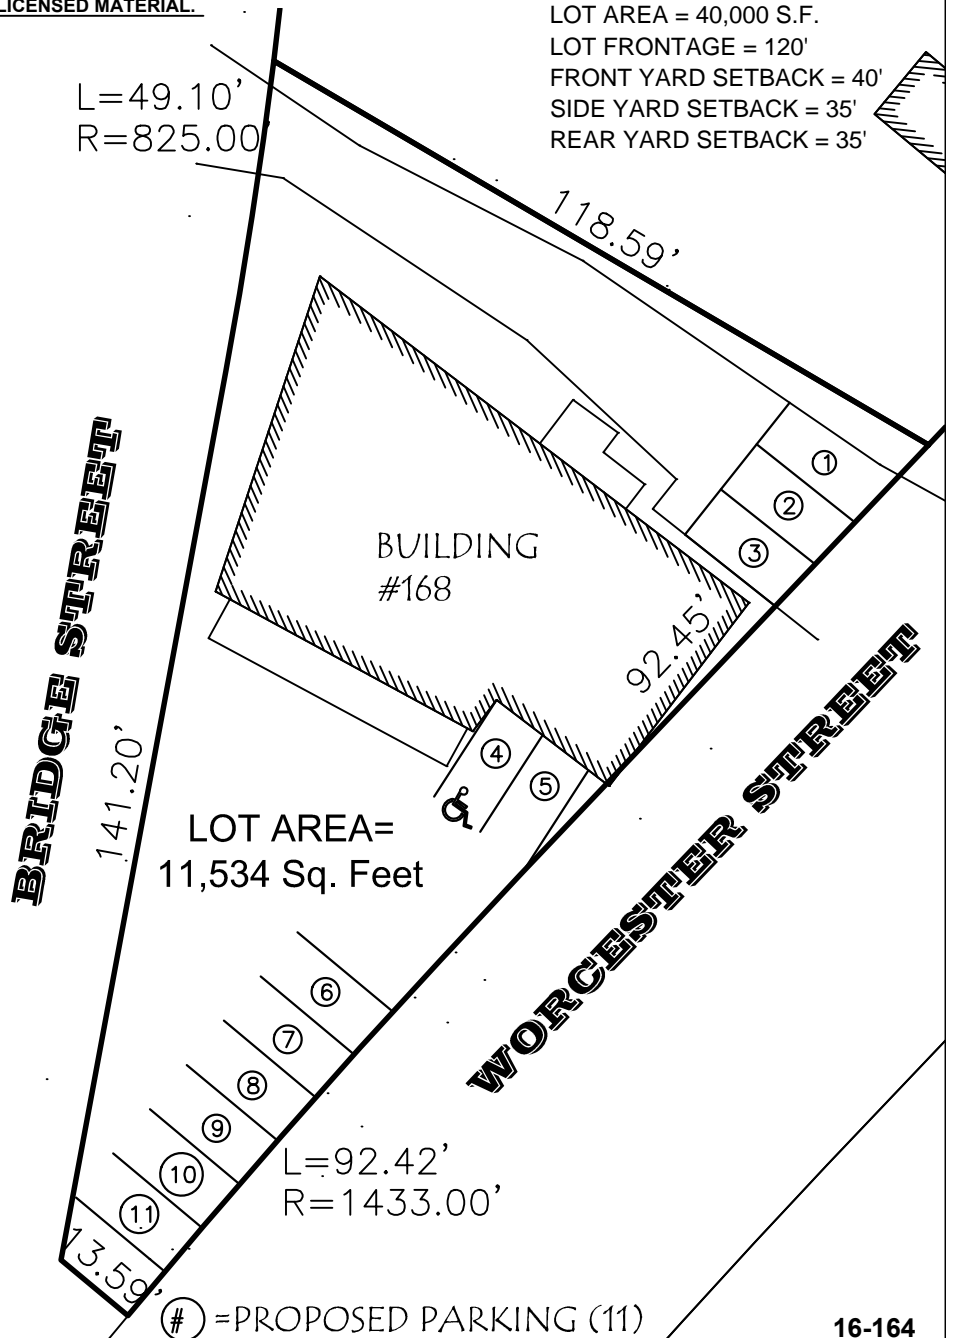 LICENSED MATERIAL.
LOT AREA = 40,000 S.F.
LOT FRONTAGE = 120'
FRONT YARD SETBACK = 40'
SIDE YARD SETBACK = 35'
REAR YARD SETBACK = 35'
L=49.10'
R=825.00'
118.59'
1
2
3
BUILDING
#168
92.45'
BRIDGE STREET
141.20'
4
5
LOT AREA=
11,534 Sq. Feet
WORCESTER STREET
6
7
8
9
10
11
L=92.42'
R=1433.00'
13.59'
# =PROPOSED PARKING (11)
16-164